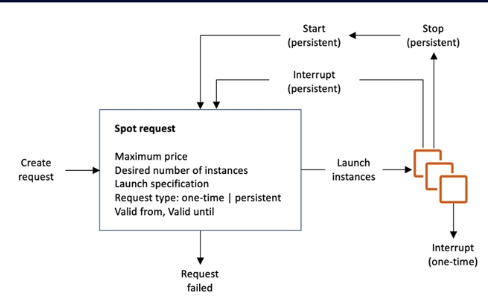 Start
(persistent)
Stop
(persistent)
Interrupt
(persistent)
Spot request
Maximum price
Desired number of instances
Launch specification
Request type: one-time | persistent
Valid from, Valid until
Create
request
Launch
instances
Interrupt
(one-time)
Request
failed